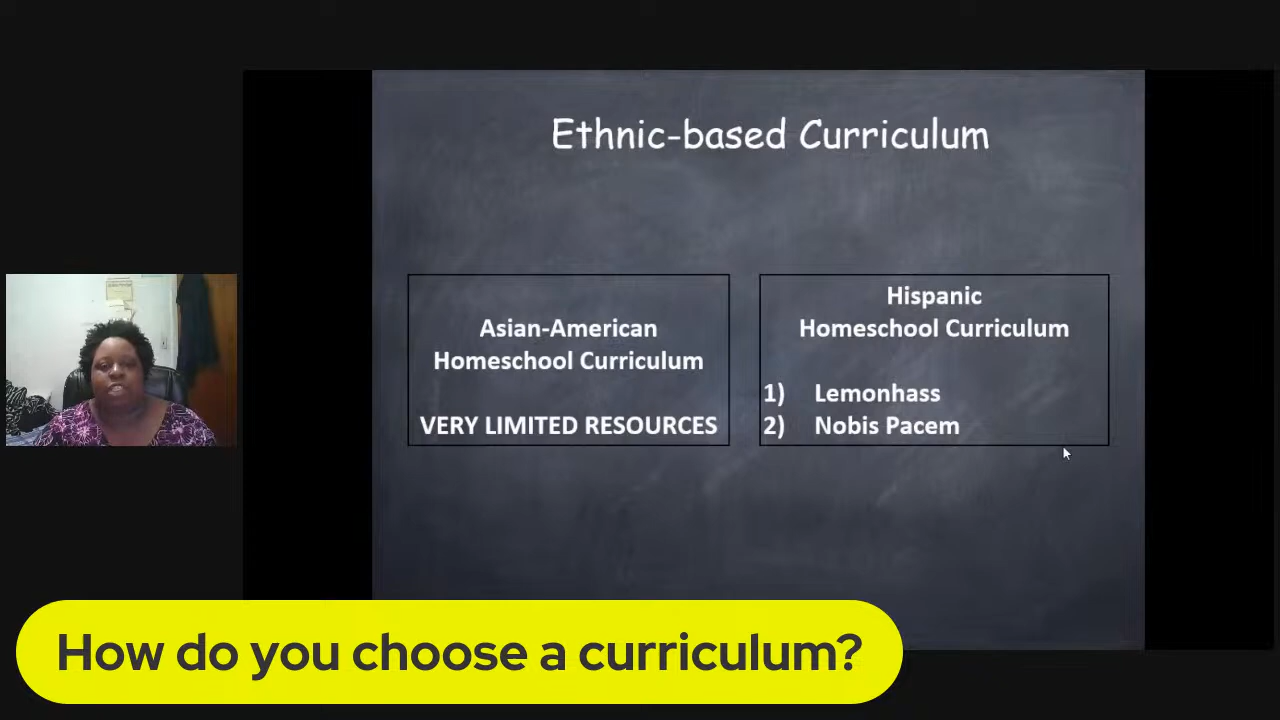 Ethnic-based Curriculum
Asian-American
Homeschool Curriculum
VERY LIMITED RESOURCES
Hispanic
Homeschool Curriculum
1) Lemonhass
2) Nobis Pacem
How do you choose a curriculum?